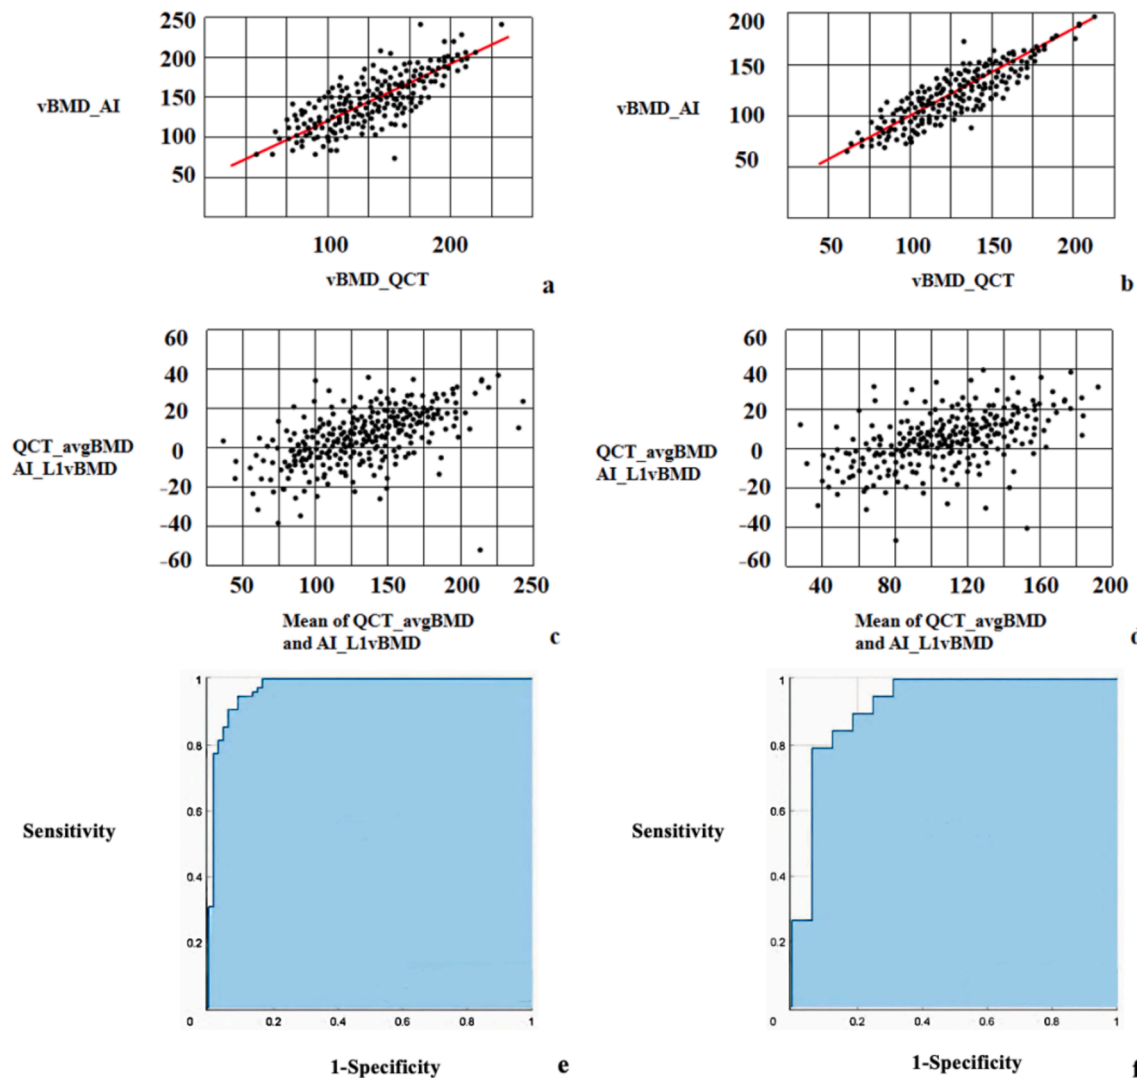 250
200
vBMD_AI
150
100
50
100
200
vBMD_QCT
a
200
150
vBMD_AI
100
50
50
100
150
200
vBMD_QCT
b
60
40
20
QCT_avgBMD
AI_L1vBMD
0
-20
-40
-60
50
100
150
200
250
Mean of QCT_avgBMD
and AI_L1vBMD
c
60
40
20
QCT_avgBMD
AI_L1vBMD
0
-20
-40
-60
40
80
120
160
200
Mean of QCT_avgBMD
and AI_L1vBMD
d
1
0.8
0.6
Sensitivity
0.4
0.2
0
0.2
0.4
0.6
0.8
1
1-Specificity
e
1
0.8
0.6
Sensitivity
0.4
0.2
0
0.2
0.4
0.6
0.8
1
1-Specificity
f